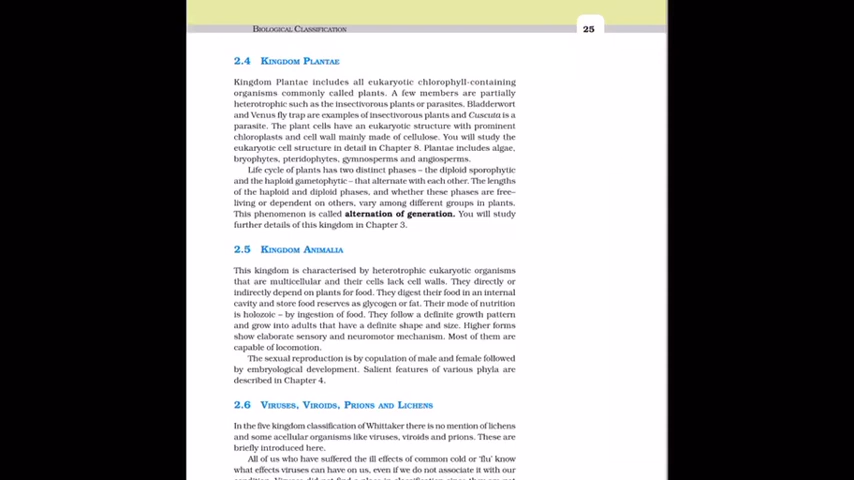 BIOLOGICAL CLASSIFICATION
25
2.4 KINGDOM PLANTAE
Kingdom Plantae includes all eukaryotic chlorophyll-containing
organisms commonly called plants. A few members are partially
heterotrophic such as the insectivorous plants or parasites. Bladderwort
and Venus fly trap are examples of insectivorous plants and Cuscuta is a
parasite. The plant cells have an eukaryotic structure with prominent
chloroplasts and cell wall mainly made of cellulose. You will study the
eukaryotic cell structure in detail in Chapter 8. Plantae includes algae,
bryophytes, pteridophytes, gymnosperms and angiosperms.
Life cycle of plants has two distinct phases – the diploid sporophytic
and the haploid gametophytic – that alternate with each other. The lengths
of the haploid and diploid phases, and whether these phases are free–
living or dependent on others, vary among different groups in plants.
This phenomenon is called alternation of generation. You will study
further details of this kingdom in Chapter 3.
2.5 KINGDOM ANIMALIA
This kingdom is characterised by heterotrophic eukaryotic organisms
that are multicellular and their cells lack cell walls. They directly or
indirectly depend on plants for food. They digest their food in an internal
cavity and store food reserves as glycogen or fat. Their mode of nutrition
is holozoic – by ingestion of food. They follow a definite growth pattern
and grow into adults that have a definite shape and size. Higher forms
show elaborate sensory and neuromotor mechanism. Most of them are
capable of locomotion.
The sexual reproduction is by copulation of male and female followed
by embryological development. Salient features of various phyla are
described in Chapter 4.
2.6 VIRUSES, VIROIDS, PRIONS AND LICHENS
In the five kingdom classification of Whittaker there is no mention of lichens
and some acellular organisms like viruses, viroids and prions. These are
briefly introduced here.
All of us who have suffered the ill effects of common cold or ‘flu’ know
what effects viruses can have on us, even if we do not associate it with our